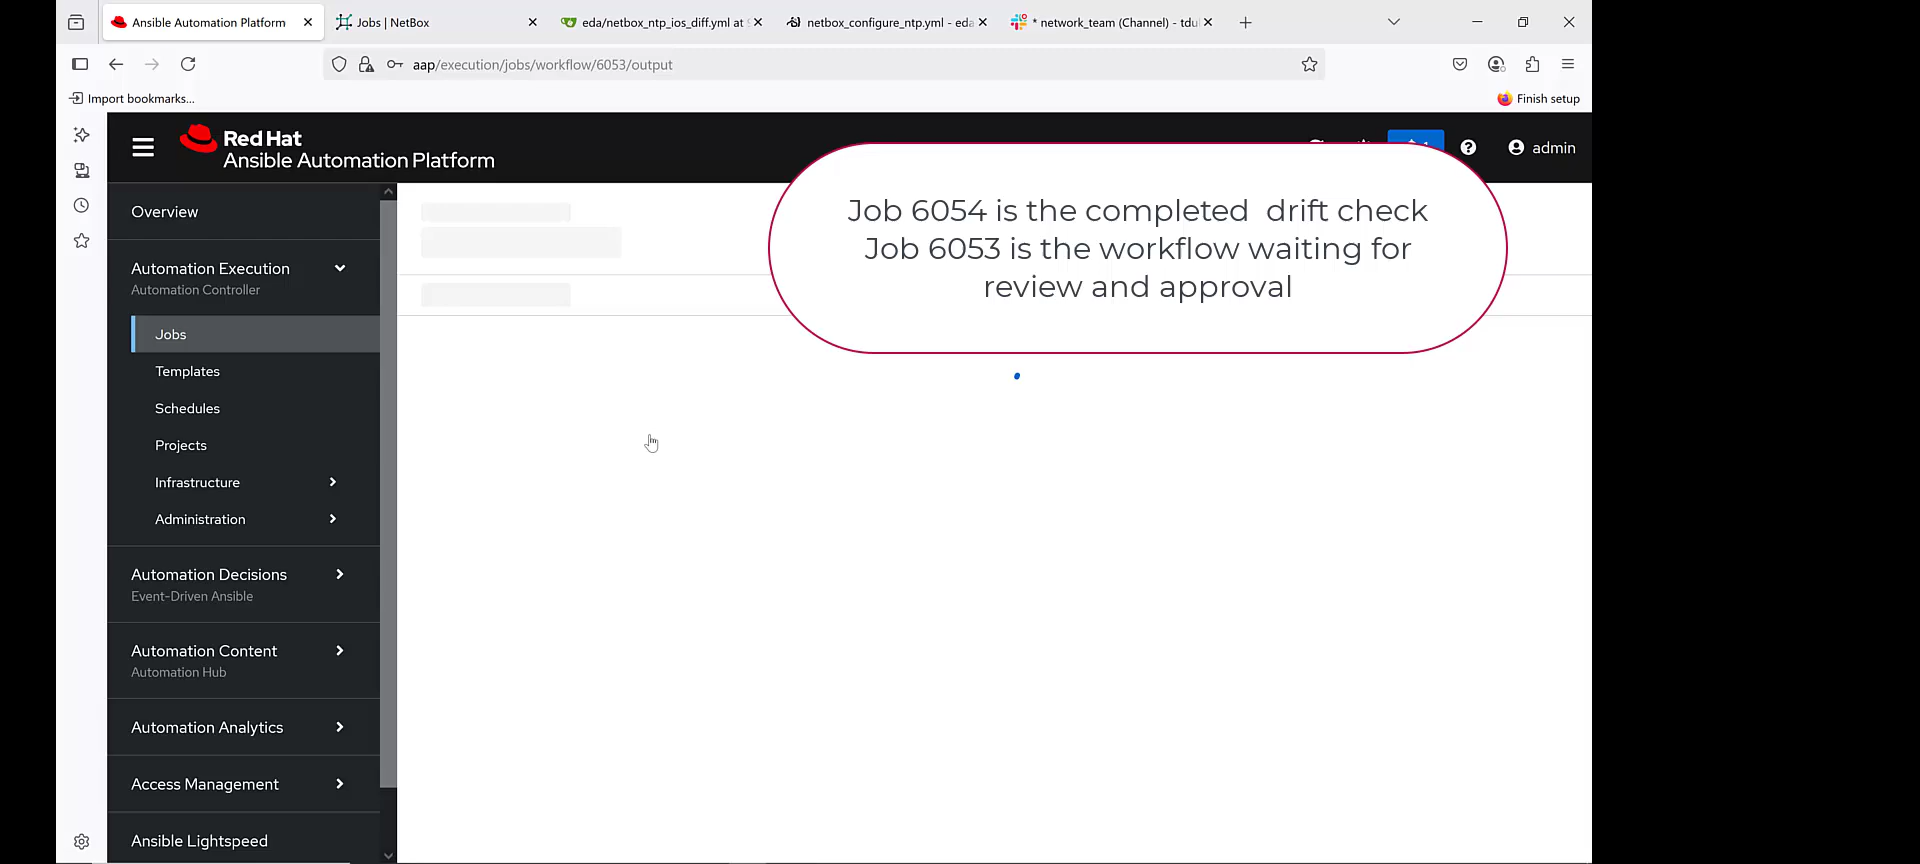 Ansible Automation Platform
Jobs | NetBox
eda/netbox_ntp_ios_diff.yml at
netbox_configure_ntp.yml - eda
* network_team (Channel) - tdu
aap/execution/jobs/workflow/6053/output
Import bookmarks...
Finish setup
Red Hat
Ansible Automation Platform
admin
Job 6054 is the completed drift check
Job 6053 is the workflow waiting for
review and approval
Overview
Automation Execution
Automation Controller
Jobs
Templates
Schedules
Projects
Infrastructure
Administration
Automation Decisions
Event-Driven Ansible
Automation Content
Automation Hub
Automation Analytics
Access Management
Ansible Lightspeed